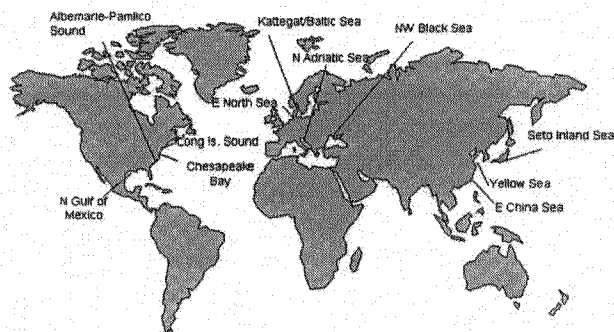 Albemarle-Pamlico
Sound
Kattegat/Baltic Sea
NW Black Sea
N Adriatic Sea
E North Sea
Long Is. Sound
Seto Inland Sea
Chesapeake
Bay
Yellow Sea
N Gulf of
Mexico
E China Sea